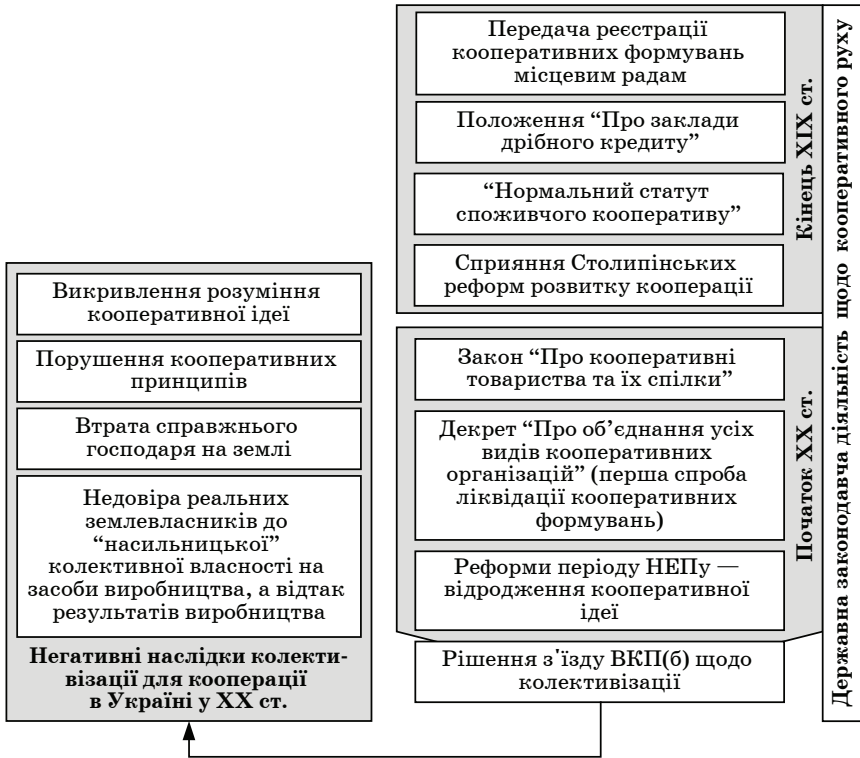 Передача реєстрації
кооперативних формувань
місцевим радам
Положення “Про заклади
дрібного кредиту”
“Нормальний статут
споживчого кооперативу”
Сприяння Столипінських
реформ розвитку кооперації
Кінець XIX ст.
Закон “Про кооперативні
товариства та їх спілки”
Декрет “Про об’єднання усіх
видів кооперативних
організацій” (перша спроба
ліквідації кооперативних
формувань)
Реформи періоду НЕПу —
відродження кооперативної
ідеї
Початок XX ст.
Рішення з'їзду ВКП(б) щодо
колективізації
Державна законодавча діяльність щодо кооперативного руху
Викривлення розуміння
кооперативної ідеї
Порушення кооперативних
принципів
Втрата справжнього
господаря на землі
Недовіра реальних
землевласників до
“насильницької”
колективної власності на
засоби виробництва, а відтак
результатів виробництва
Негативні наслідки колекти-
візації для кооперації
в Україні у XX ст.